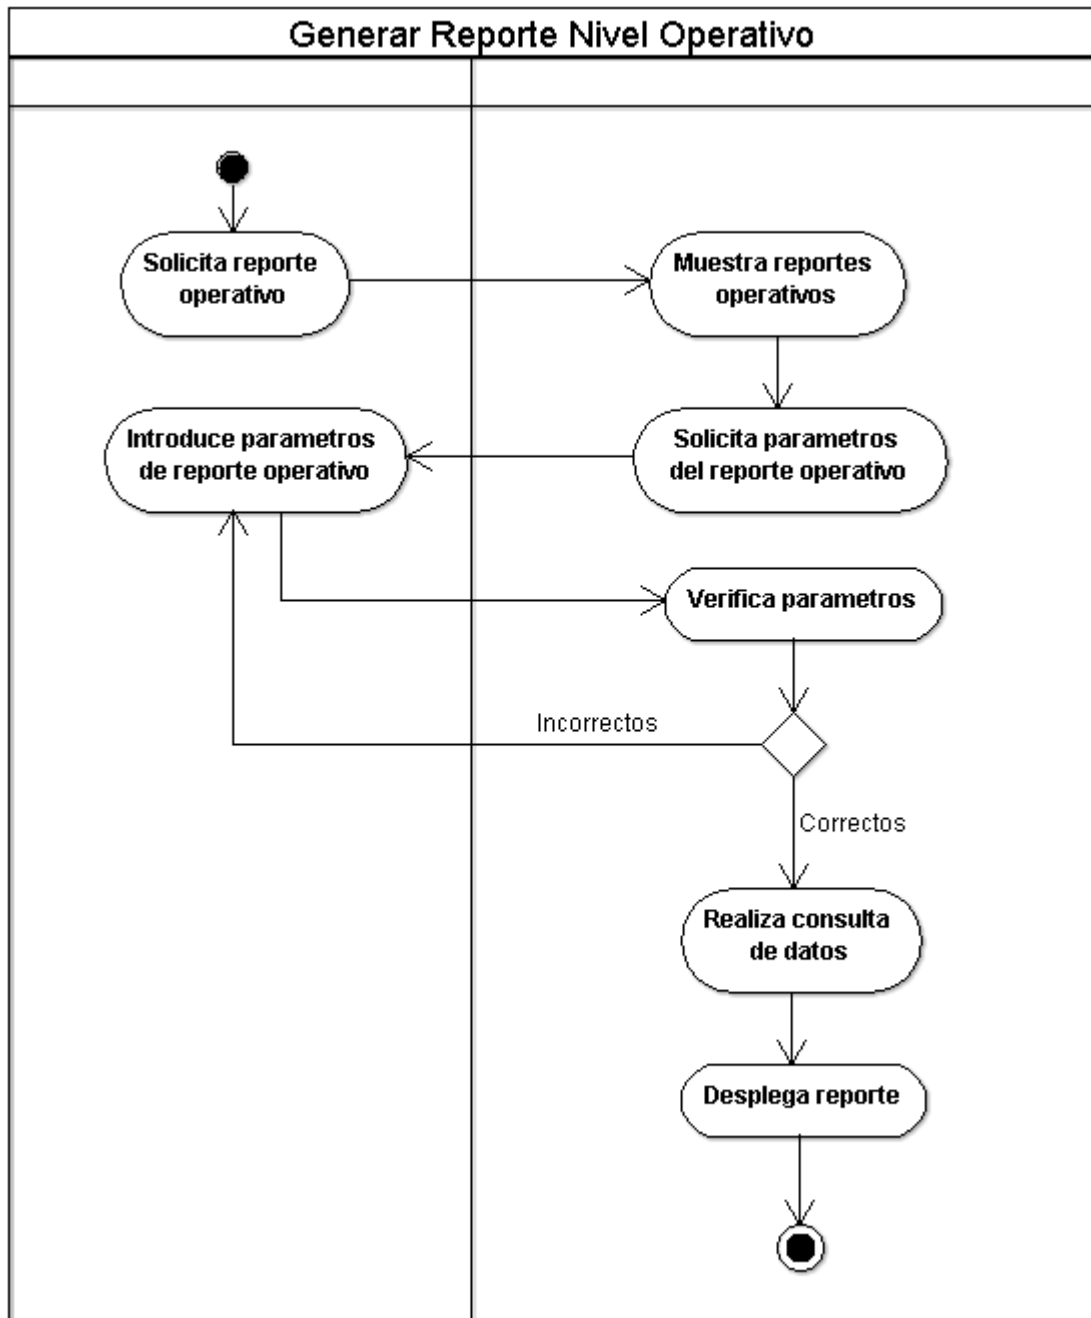 Generar Reporte Nivel Operativo
Solicita reporte
operativo
Muestra reportes
operativos
Introduce parametros
de reporte operativo
Solicita parametros
del reporte operativo
Verifica parametros
Incorrectos
Correctos
Realiza consulta
de datos
Desplega reporte